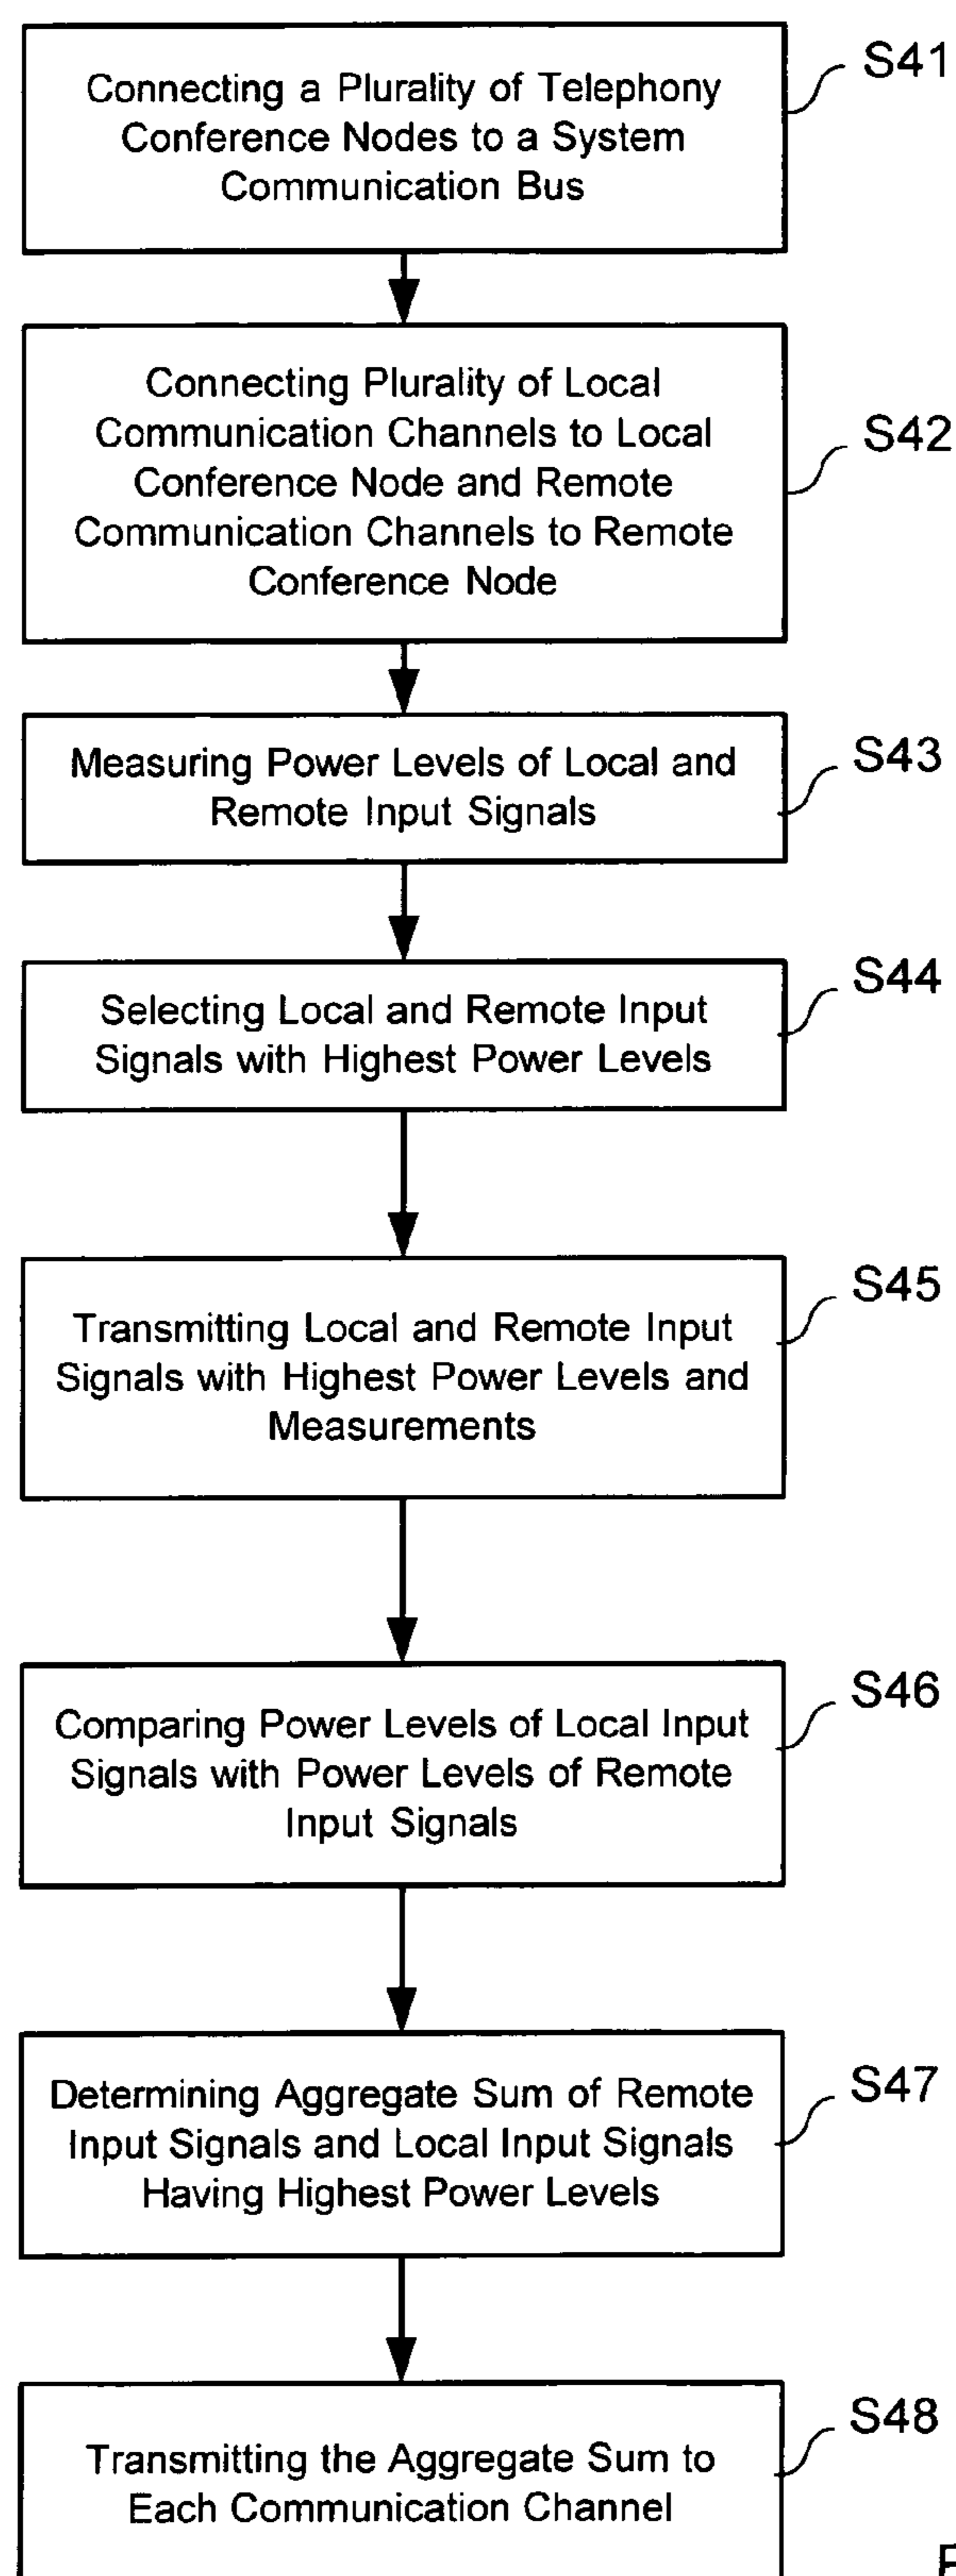 Connecting a Plurality of Telephony
Conference Nodes to a System
Communication Bus
S41
Connecting Plurality of Local
Communication Channels to Local
Conference Node and Remote
Communication Channels to Remote
Conference Node
S42
Measuring Power Levels of Local and
Remote Input Signals
S43
Selecting Local and Remote Input
Signals with Highest Power Levels
S44
Transmitting Local and Remote Input
Signals with Highest Power Levels and
Measurements
S45
Comparing Power Levels of Local Input
Signals with Power Levels of Remote
Input Signals
S46
Determining Aggregate Sum of Remote
Input Signals and Local Input Signals
Having Highest Power Levels
S47
Transmitting the Aggregate Sum to
Each Communication Channel
S48